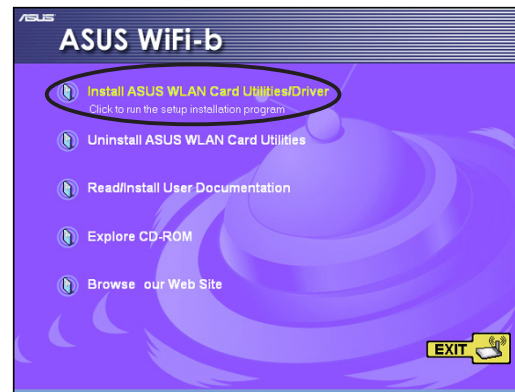 ASUS
ASUS WiFi-b
Install ASUS WLAN Card Utilities/Driver
Click to run the setup installation program
Uninstall ASUS WLAN Card Utilities
Read/Install User Documentation
Explore CD-ROM
Browse our Web Site
EXIT